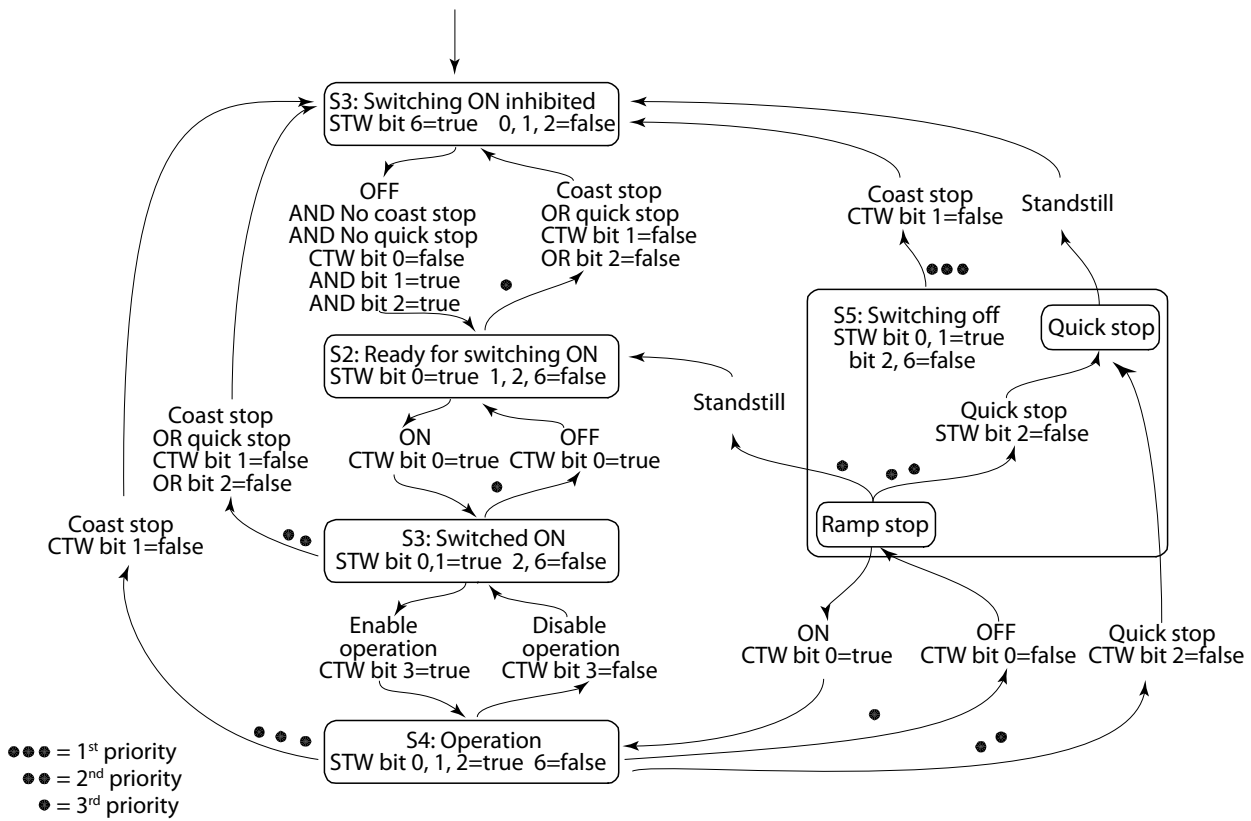 S3: Switching ON inhibited
STW bit 6=true 0, 1, 2=false
OFF
AND No coast stop
AND No quick stop
CTW bit 0=false
AND bit 1=true
AND bit 2=true
Coast stop
OR quick stop
CTW bit 1=false
OR bit 2=false
Coast stop
CTW bit 1=false
Standstill
S5: Switching off
STW bit 0, 1=true
bit 2, 6=false
Quick stop
S2: Ready for switching ON
STW bit 0=true 1, 2, 6=false
Standstill
Quick stop
STW bit 2=false
Coast stop
OR quick stop
CTW bit 1=false
OR bit 2=false
ON
CTW bit 0=true
OFF
CTW bit 0=true
Ramp stop
Coast stop
CTW bit 1=false
S3: Switched ON
STW bit 0,1=true 2, 6=false
Enable
operation
CTW bit 3=true
Disable
operation
CTW bit 3=false
ON
CTW bit 0=true
OFF
CTW bit 0=false
Quick stop
CTW bit 2=false
S4: Operation
STW bit 0, 1, 2=true 6=false
= 1st priority
= 2nd priority
= 3rd priority